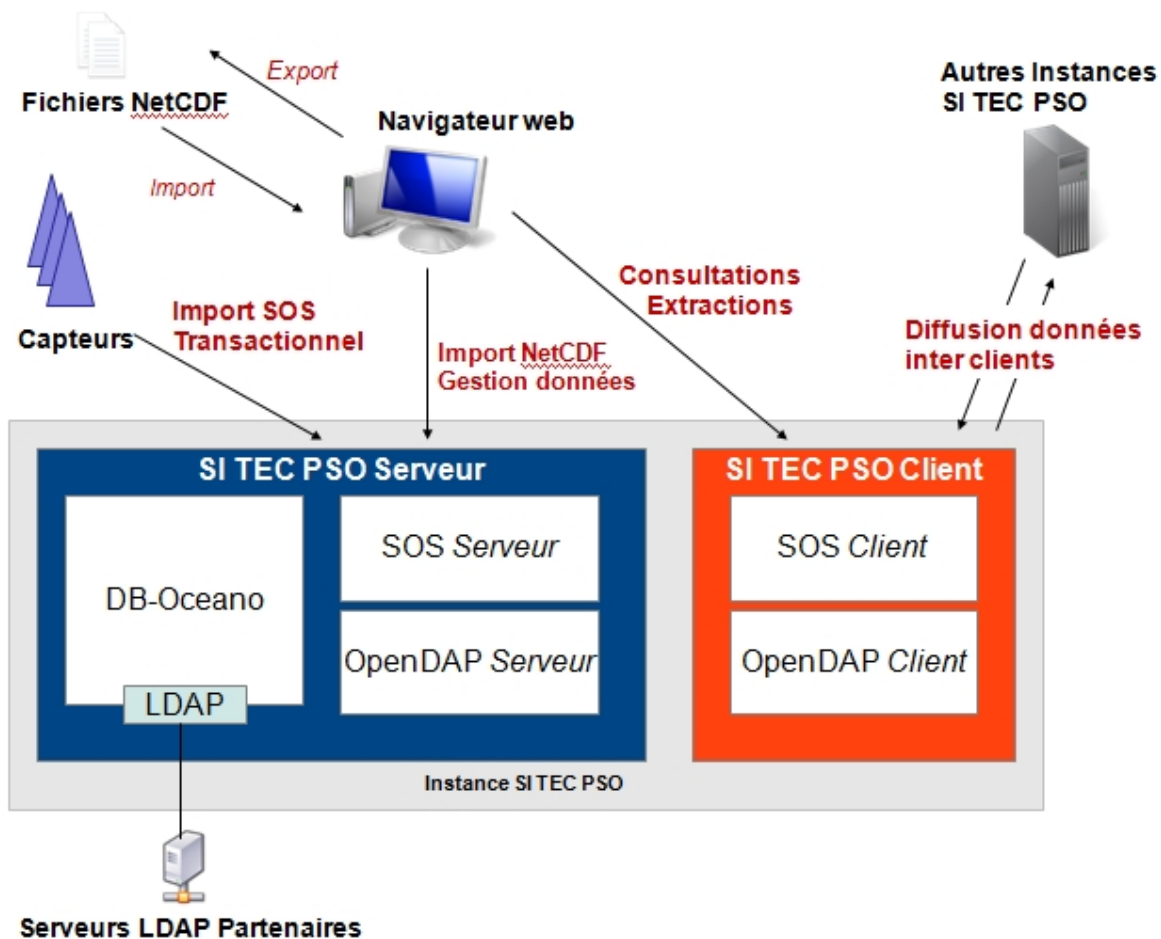 Export
Fichiers NetCDF
Navigateur web
Autres Instances
SI TEC PSO
Import
Capteurs
Import SOS
Transactionnel
Import NetCDF
Gestion données
Consultations
Extractions
Diffusion données
inter clients
SI TEC PSO Serveur
DB-Oceano
LDAP
SOS Serveur
OpenDAP Serveur
SI TEC PSO Client
SOS Client
OpenDAP Client
Instance SI TEC PSO
Serveurs LDAP Partenaires